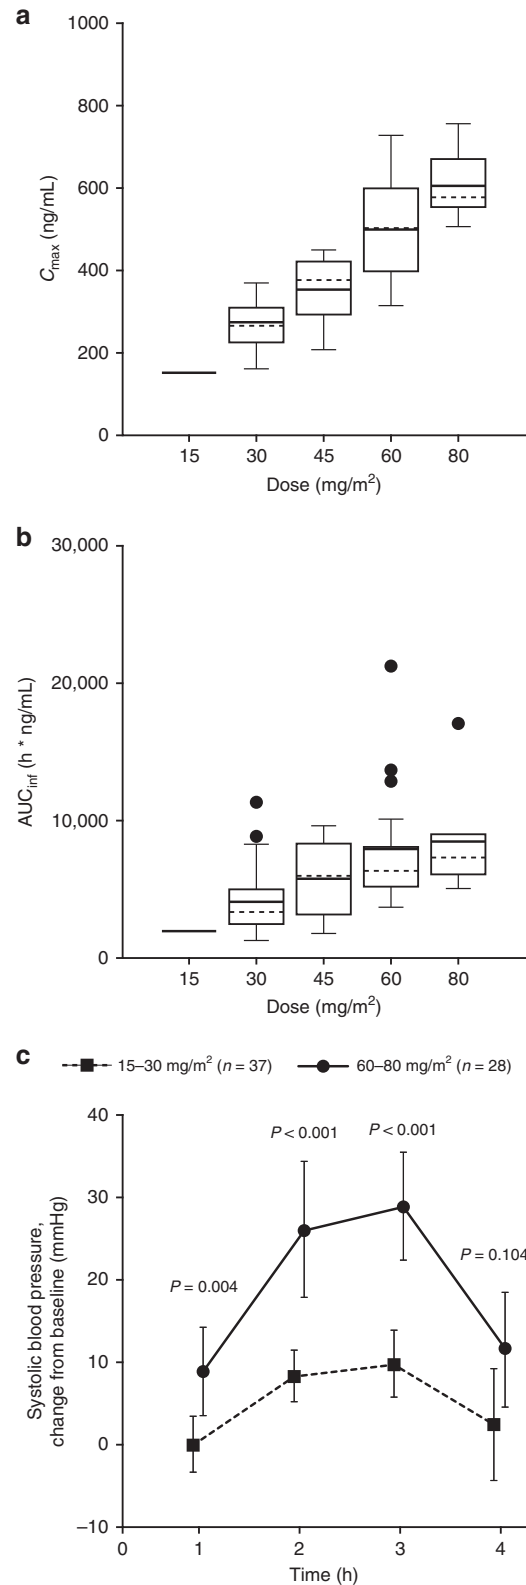 a
1000
800
600
400
200
0
C_max (ng/mL)
15 30 45 60 80
Dose (mg/m²)
b
30,000
20,000
10,000
0
AUC_inf (h * ng/mL)
15 30 45 60 80
Dose (mg/m²)
c
15–30 mg/m² (n = 37) 60–80 mg/m² (n = 28)
40
30
20
10
0
–10
Systolic blood pressure,
change from baseline (mmHg)
P = 0.004
P < 0.001
P < 0.001
P = 0.104
0 1 2 3 4
Time (h)